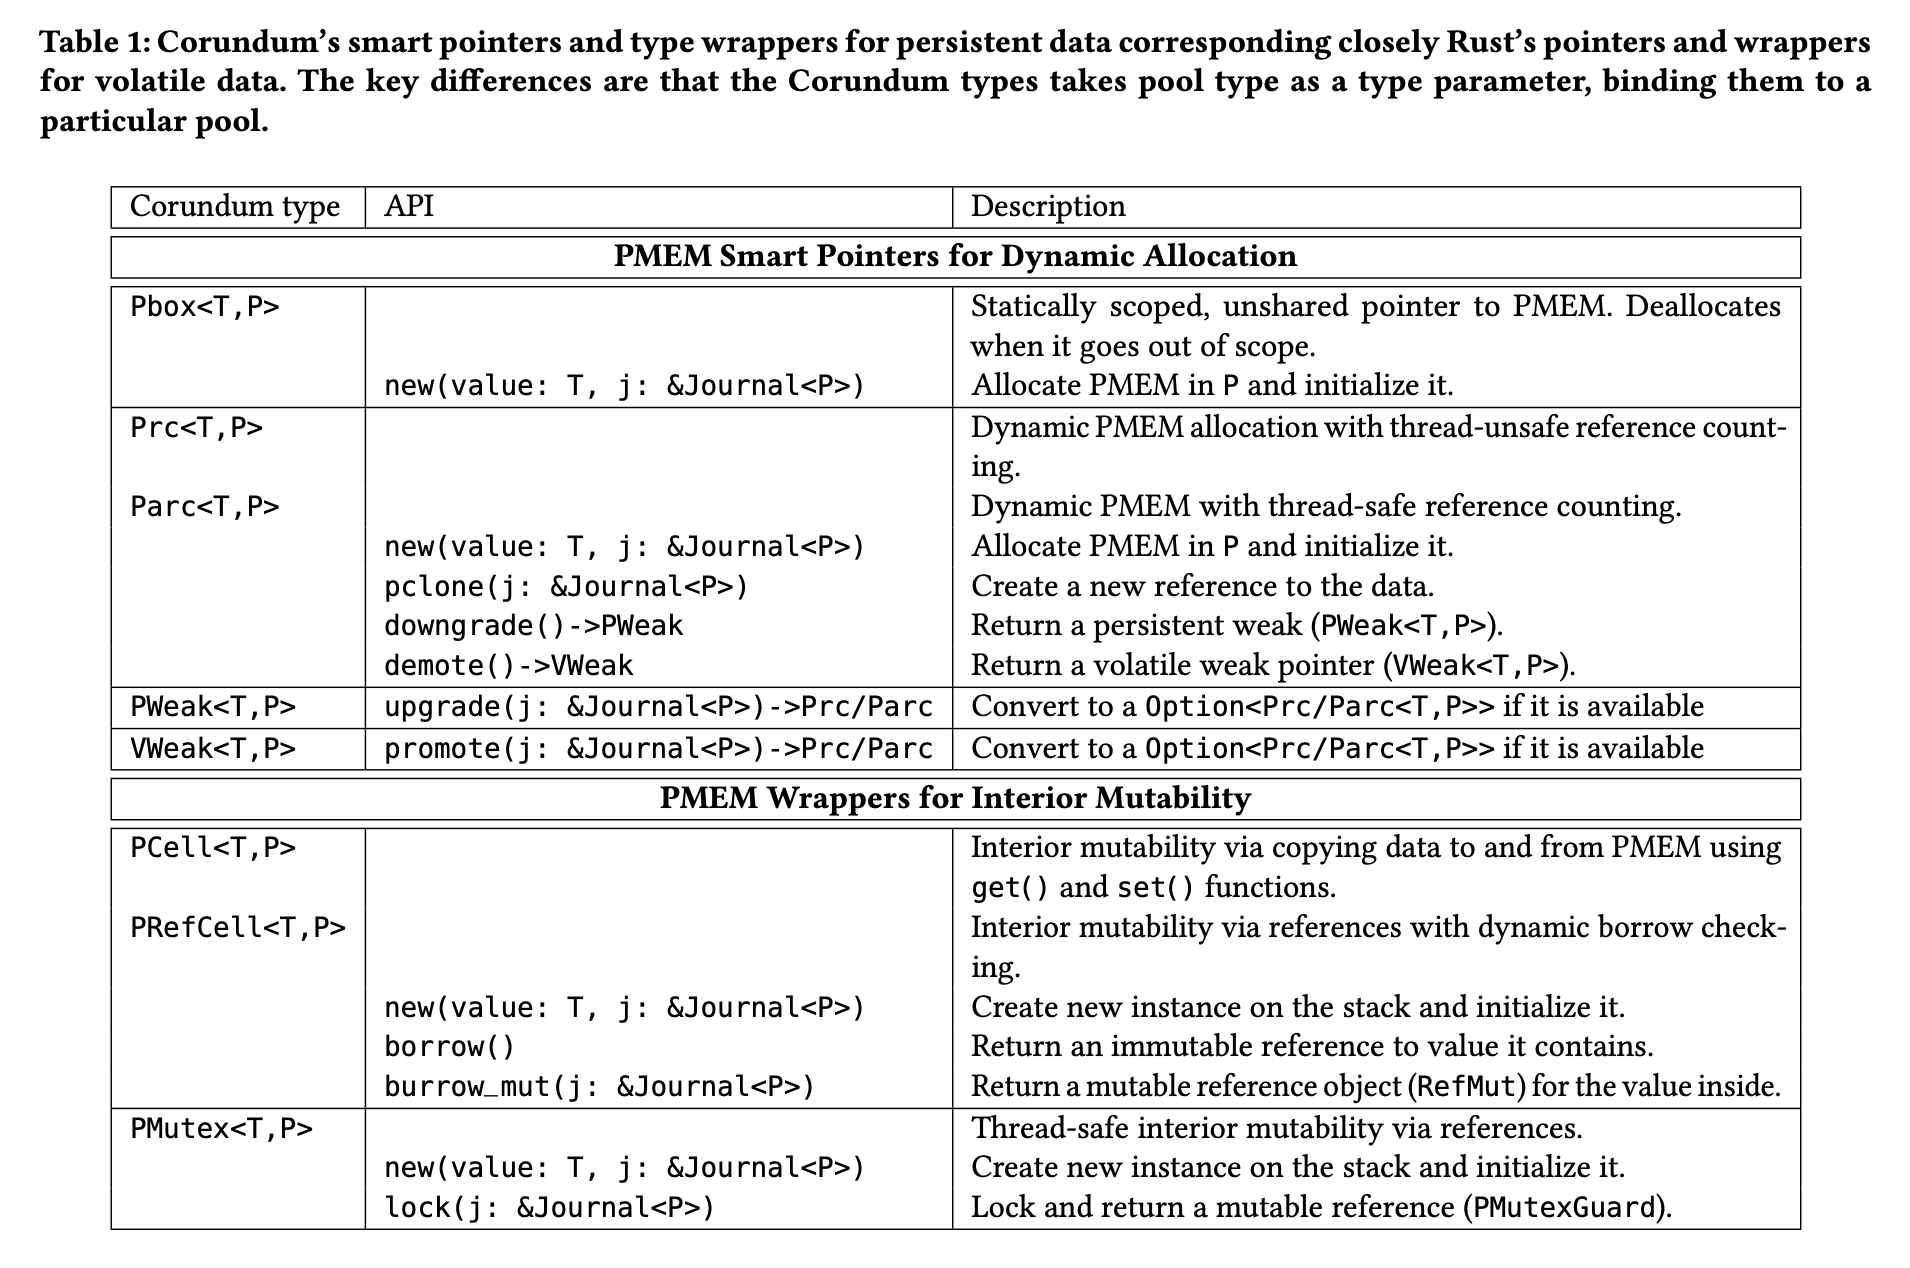 Table 1: Corundum's smart pointers and type wrappers for persistent data corresponding closely Rust's pointers and wrappers
for volatile data. The key differences are that the Corundum types takes pool type as a type parameter, binding them to a
particular pool.
Corundum type API Description
PMEM Smart Pointers for Dynamic Allocation
Pbox<T,P> Statically scoped, unshared pointer to PMEM. Deallocates
when it goes out of scope.
new(value: T, j: &Journal<P>) Allocate PMEM in P and initialize it.
Prc<T,P> Dynamic PMEM allocation with thread-unsafe reference count-
ing.
Parc<T,P> Dynamic PMEM with thread-safe reference counting.
new(value: T, j: &Journal<P>) Allocate PMEM in P and initialize it.
pclone(j: &Journal<P>) Create a new reference to the data.
downgrade()->PWeak Return a persistent weak (PWeak<T,P>).
demote()->VWeak Return a volatile weak pointer (VWeak<T,P>).
PWeak<T,P> upgrade(j: &Journal<P>)->Prc/Parc Convert to a Option<Prc/Parc<T,P>> if it is available
VWeak<T,P> promote(j: &Journal<P>)->Prc/Parc Convert to a Option<Prc/Parc<T,P>> if it is available
PMEM Wrappers for Interior Mutability
PCell<T,P> Interior mutability via copying data to and from PMEM using
get() and set() functions.
PRefCell<T,P> Interior mutability via references with dynamic borrow check-
ing.
new(value: T, j: &Journal<P>) Create new instance on the stack and initialize it.
borrow() Return an immutable reference to value it contains.
burrow_mut(j: &Journal<P>) Return a mutable reference object (RefMut) for the value inside.
PMutex<T,P> Thread-safe interior mutability via references.
new(value: T, j: &Journal<P>) Create new instance on the stack and initialize it.
lock(j: &Journal<P>) Lock and return a mutable reference (PMutexGuard).